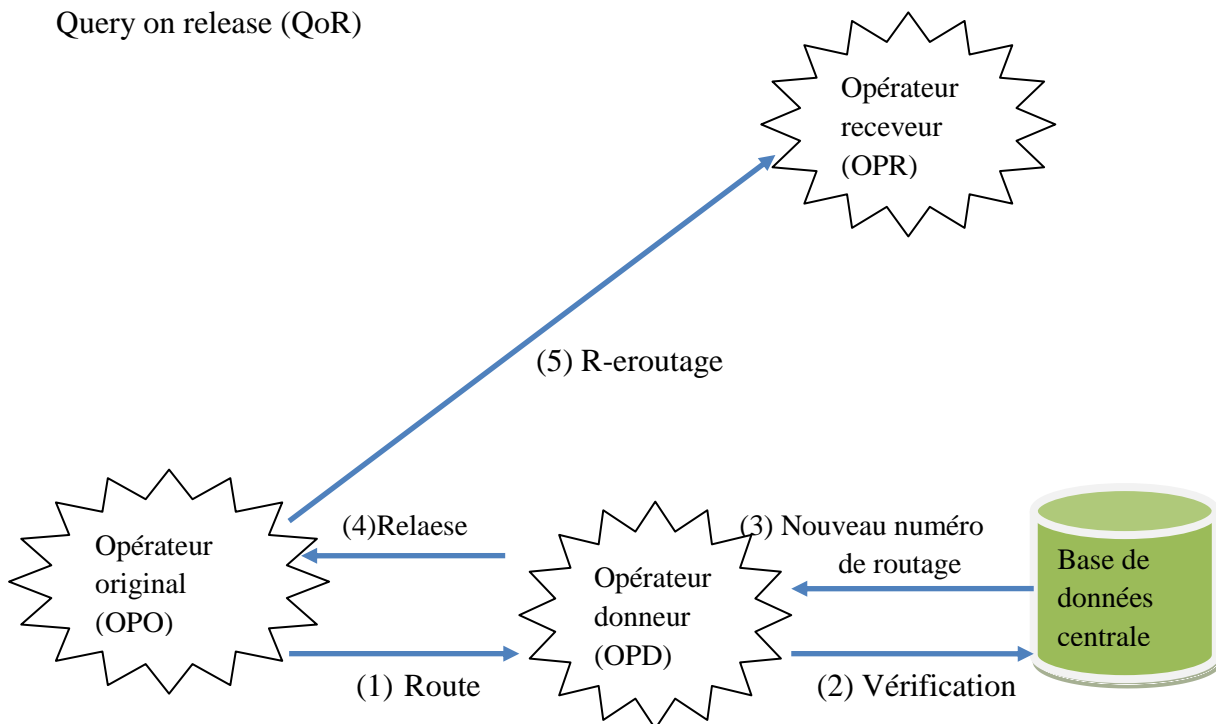 Query on release (QoR)
Opérateur
receveur
(OPR)
(5) R-eroutage
(4)Relaese
(3) Nouveau numéro
de routage
Opérateur
original
(OPO)
Opérateur
donneur
(OPD)
Base de
données
centrale
(1) Route
(2) Vérification